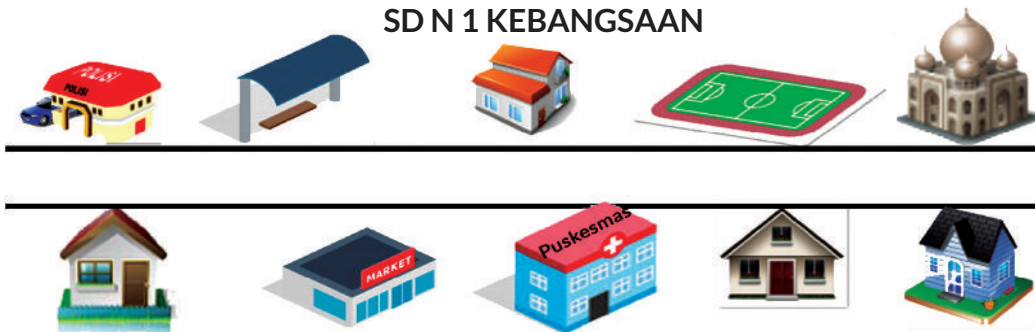 SD N 1 KEBANGSAAN
POLISI
POLISI
Puskesmas
MARKET